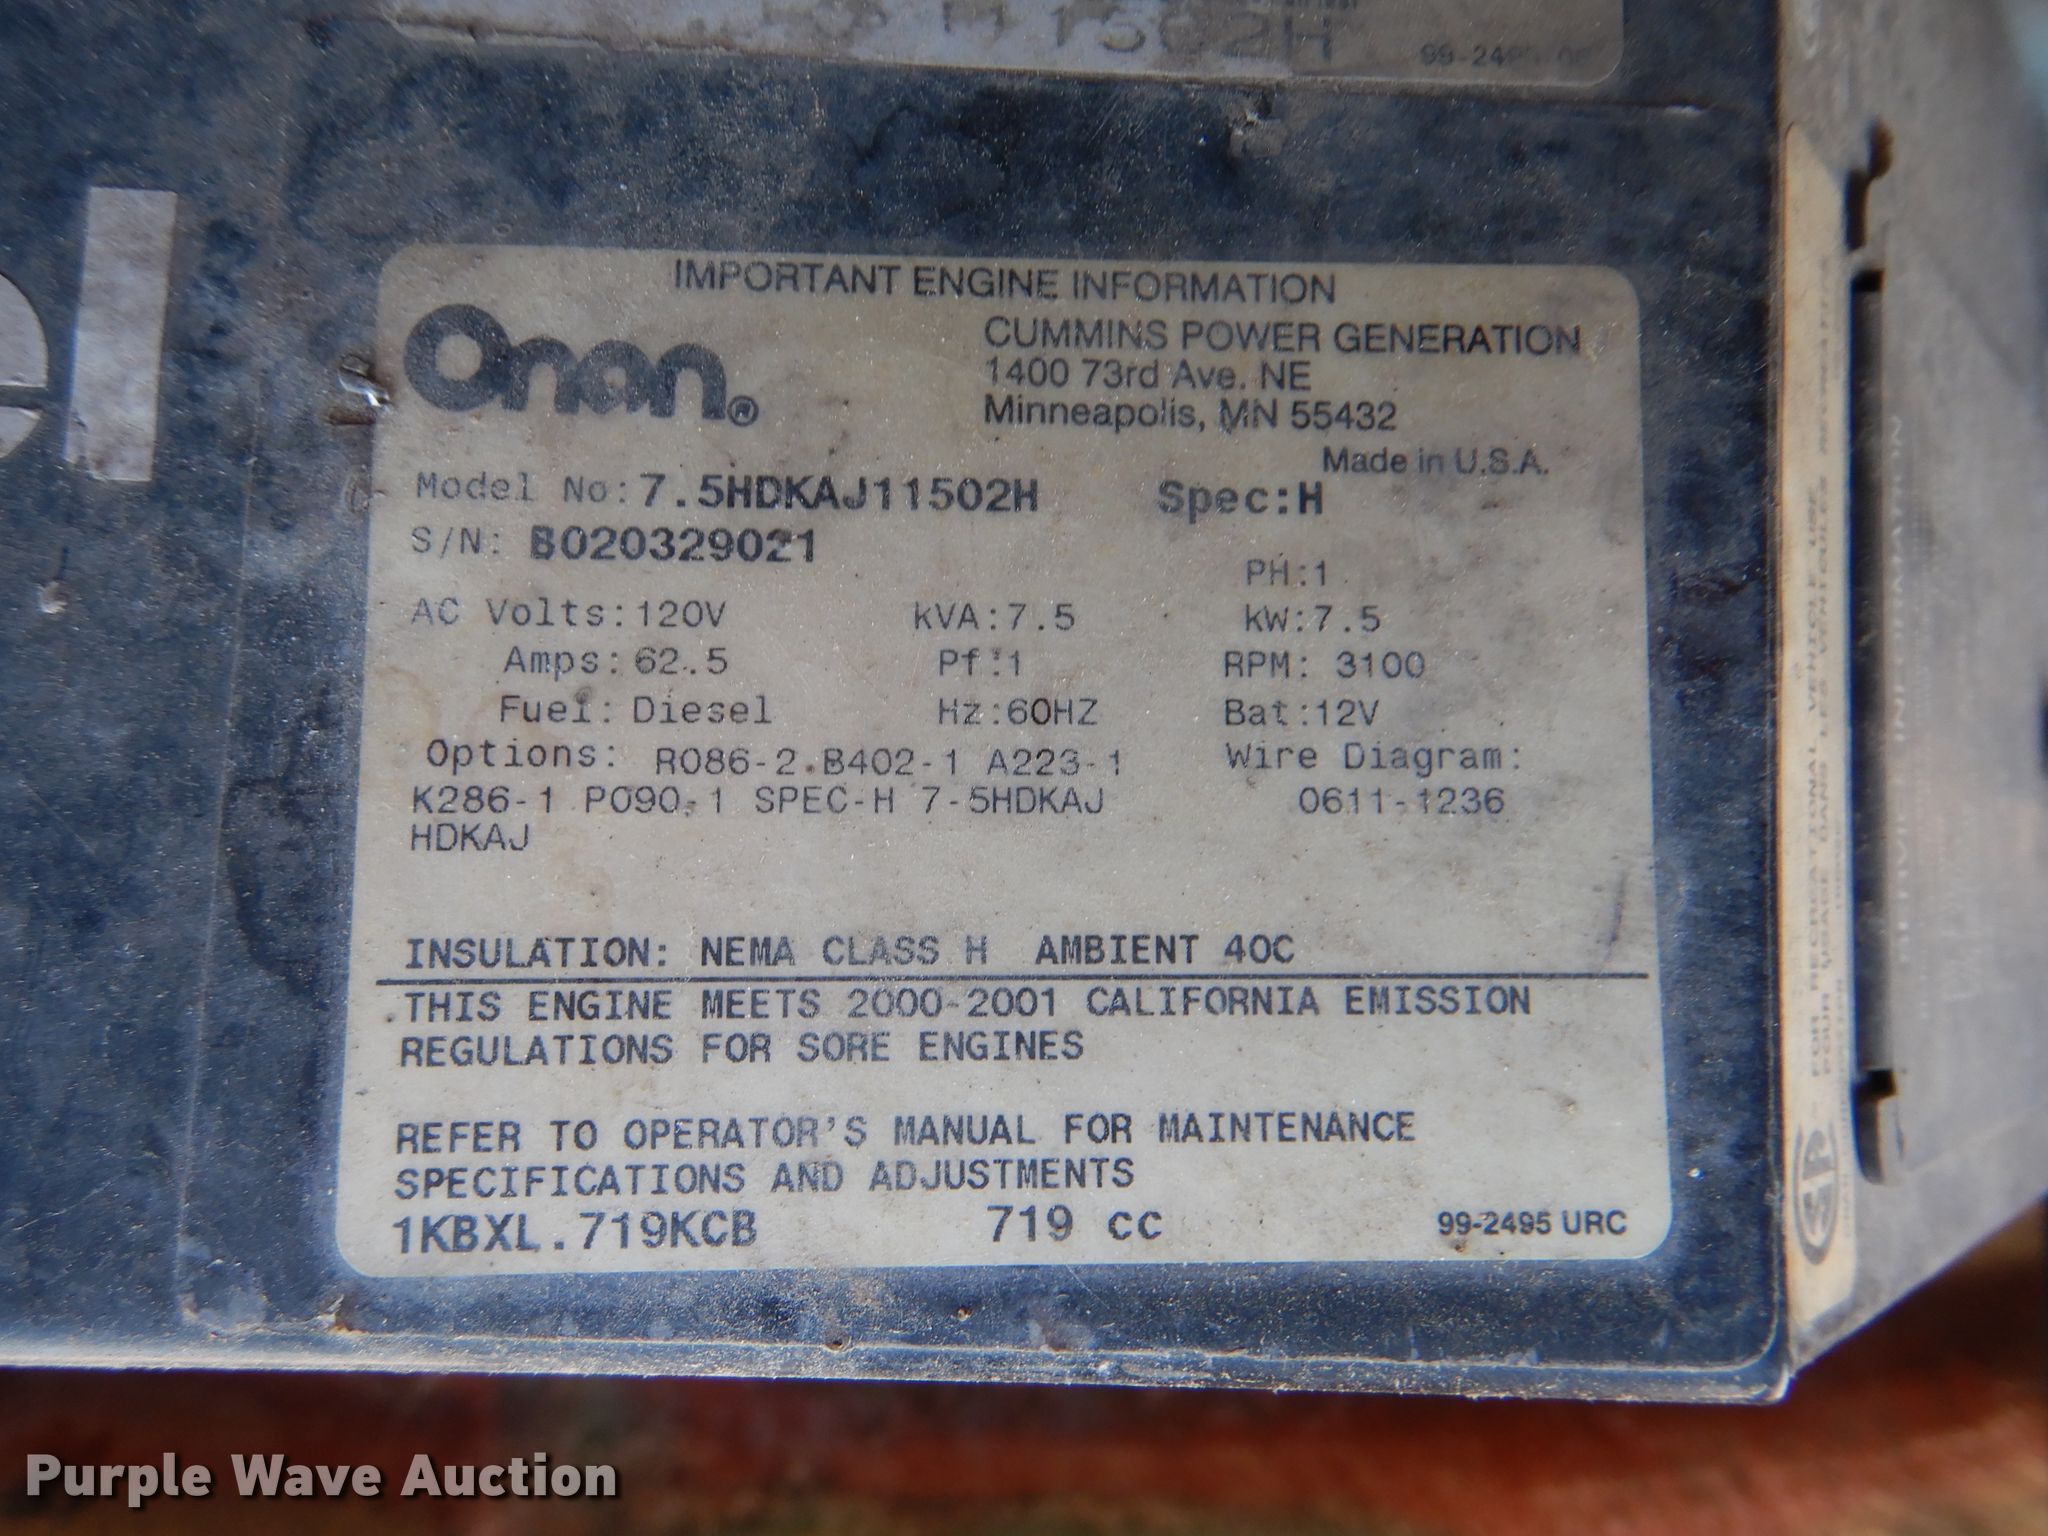 1502H
IMPORTANT ENGINE INFORMATION
Onan®
CUMMINS POWER GENERATION
1400 73rd Ave. NE
Minneapolis, MN 55432
Made in U.S.A.
Model No: 7.5HDKAJ11502H Spec:H
S/N: B020329021
PH:1
AC Volts:120V kVA:7.5 kW:7.5
Amps:62.5 Pf:1 RPM: 3100
Fuel: Diesel Hz:60HZ Bat:12V
Options: R086-2.B402-1 A223-1 Wire Diagram:
K286-1 P090-1 SPEC-H 7-5HDKAJ 0611-1236
HDKAJ
INSULATION: NEMA CLASS H AMBIENT 40C
THIS ENGINE MEETS 2000-2001 CALIFORNIA EMISSION
REGULATIONS FOR SORE ENGINES
REFER TO OPERATOR'S MANUAL FOR MAINTENANCE
SPECIFICATIONS AND ADJUSTMENTS
1KBXL.719KCB 719 CC 99-2495 URC
FOR RECREATIONAL VEHICLE USE
Purple Wave Auction